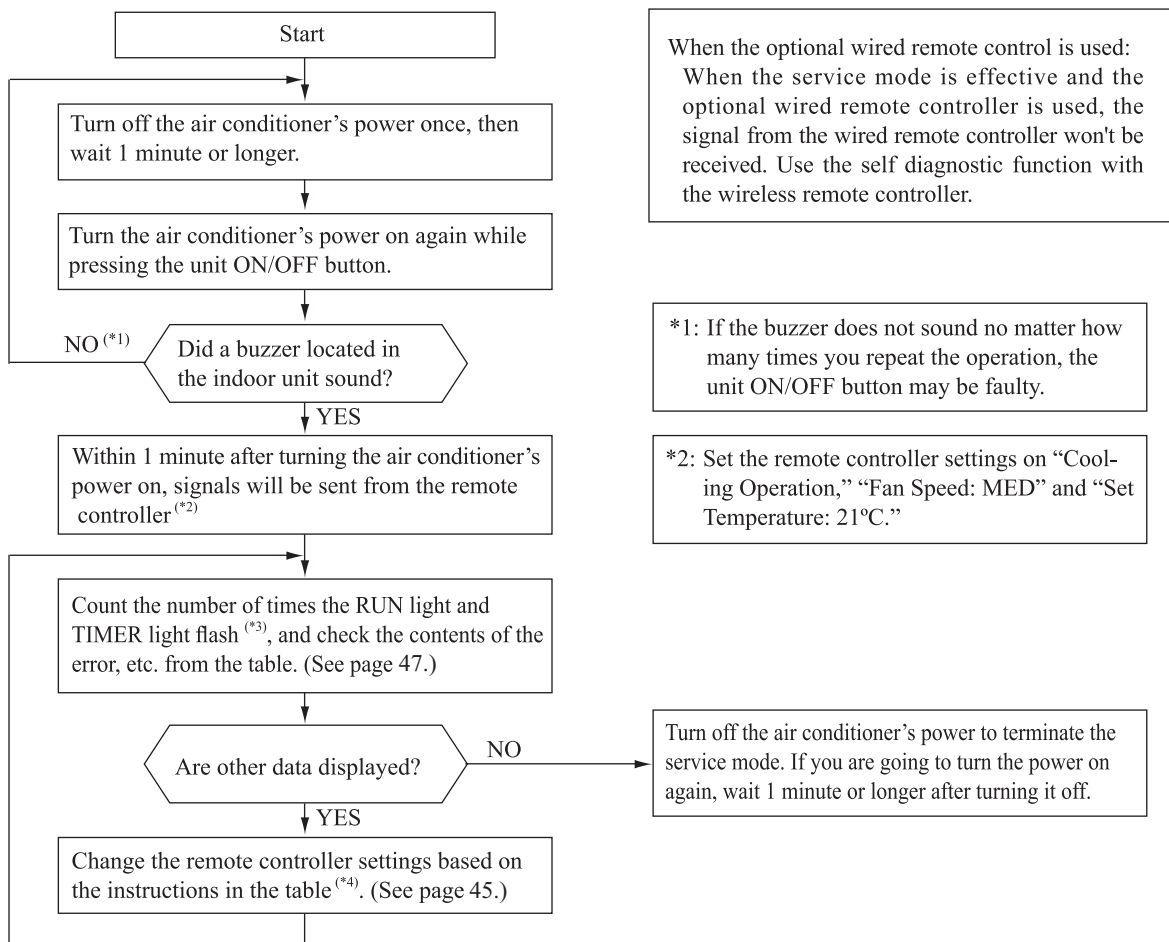 Start
Turn off the air conditioner's power once, then
wait 1 minute or longer.
Turn the air conditioner's power on again while
pressing the unit ON/OFF button.
NO (*1)
Did a buzzer located in
the indoor unit sound?
YES
Within 1 minute after turning the air conditioner's
power on, signals will be sent from the remote
controller (*2)
Count the number of times the RUN light and
TIMER light flash (*3), and check the contents of the
error, etc. from the table. (See page 47.)
Are other data displayed?
NO
YES
Change the remote controller settings based on
the instructions in the table (*4). (See page 45.)
When the optional wired remote control is used:
When the service mode is effective and the
optional wired remote controller is used, the
signal from the wired remote controller won't be
received. Use the self diagnostic function with
the wireless remote controller.
*1: If the buzzer does not sound no matter how
many times you repeat the operation, the
unit ON/OFF button may be faulty.
*2: Set the remote controller settings on “Cool-
ing Operation,” “Fan Speed: MED” and “Set
Temperature: 21ºC.”
Turn off the air conditioner's power to terminate the
service mode. If you are going to turn the power on
again, wait 1 minute or longer after turning it off.